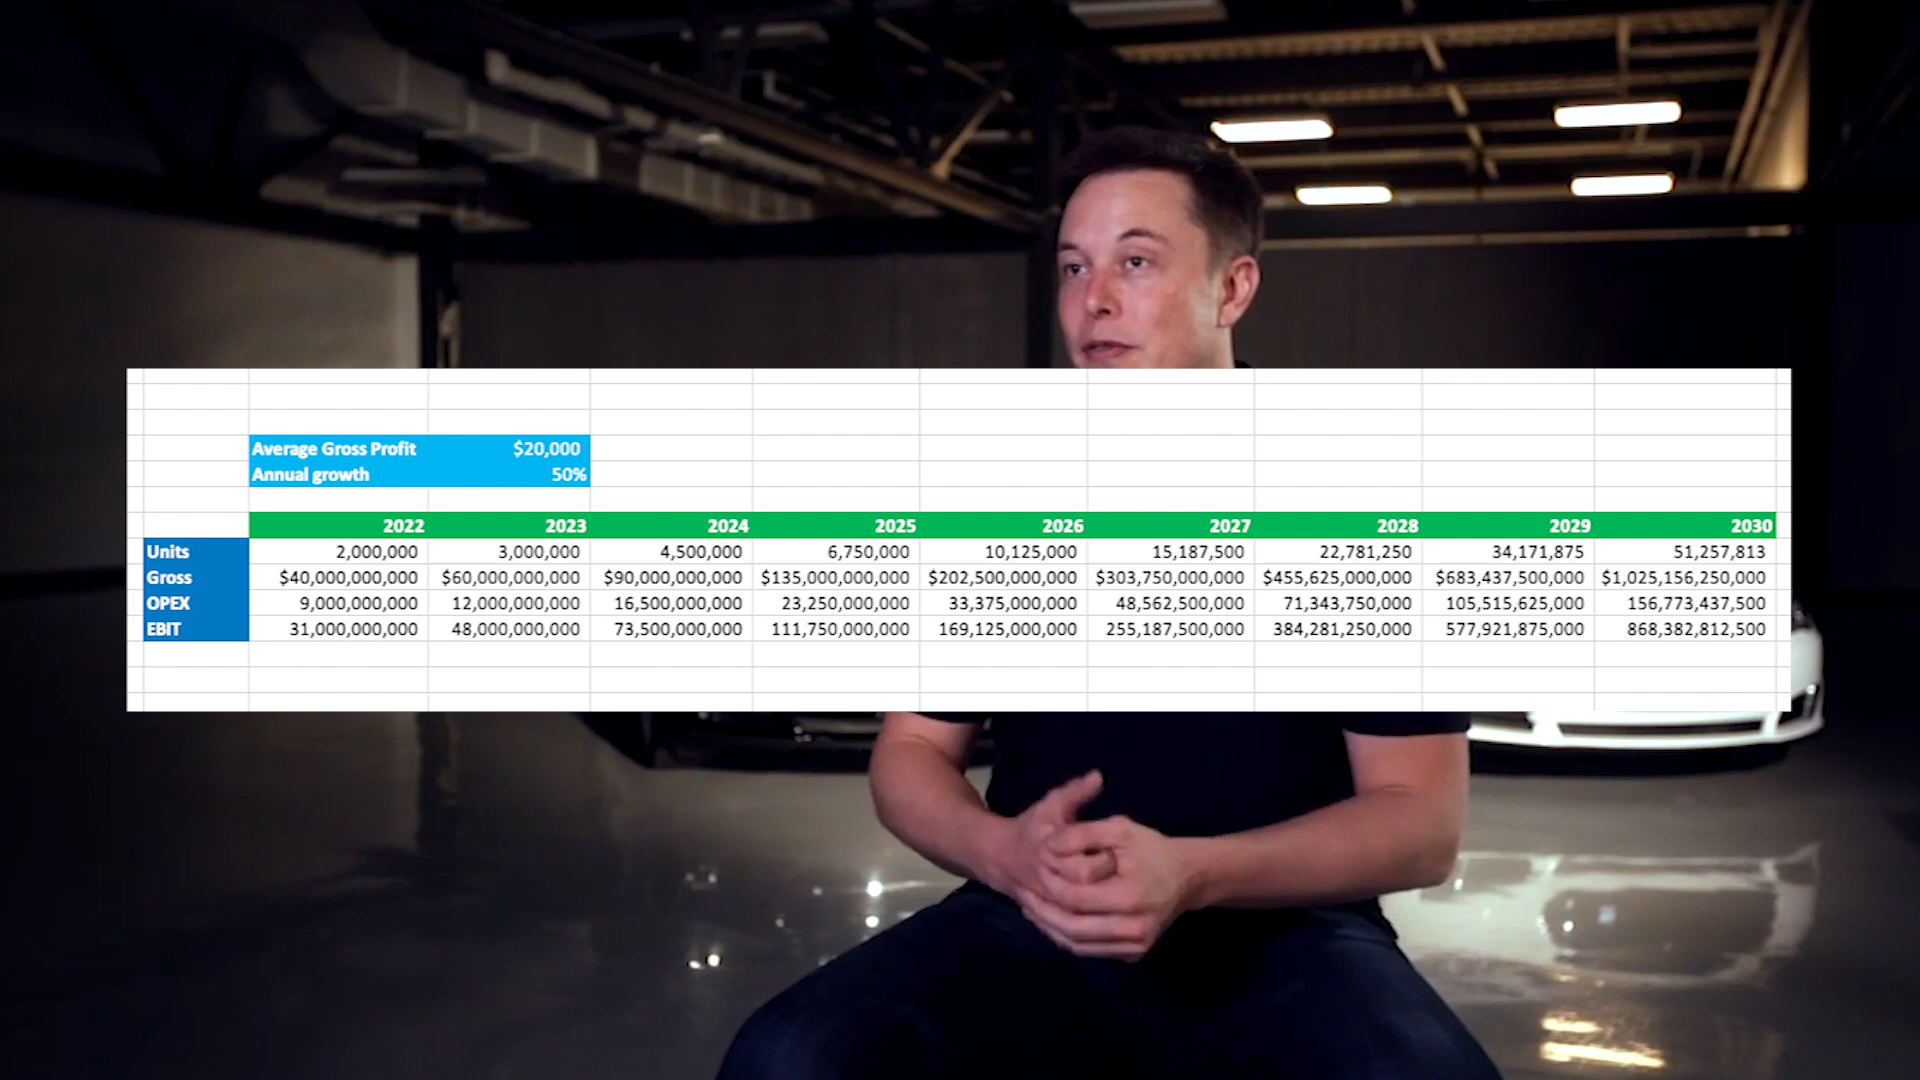 Average Gross Profit $20,000
Annual growth 50%
2022 2023 2024 2025 2026 2027 2028 2029 2030
Units 2,000,000 3,000,000 4,500,000 6,750,000 10,125,000 15,187,500 22,781,250 34,171,875 51,257,813
Gross $40,000,000,000 $60,000,000,000 $90,000,000,000 $135,000,000,000 $202,500,000,000 $303,750,000,000 $455,625,000,000 $683,437,500,000 $1,025,156,250,000
OPEX 9,000,000,000 12,000,000,000 16,500,000,000 23,250,000,000 33,375,000,000 48,562,500,000 71,343,750,000 105,515,625,000 156,773,437,500
EBIT 31,000,000,000 48,000,000,000 73,500,000,000 111,750,000,000 169,125,000,000 255,187,500,000 384,281,250,000 577,921,875,000 868,382,812,500